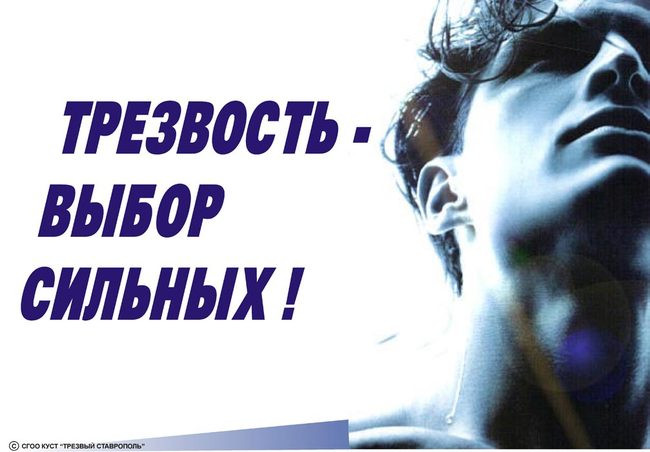 ТРЕЗВОСТЬ -
ВЫБОР
СИЛЬНЫХ !
© СГОО КУСТ "ТРЕЗВЫЙ СТАВРОПОЛЬ"